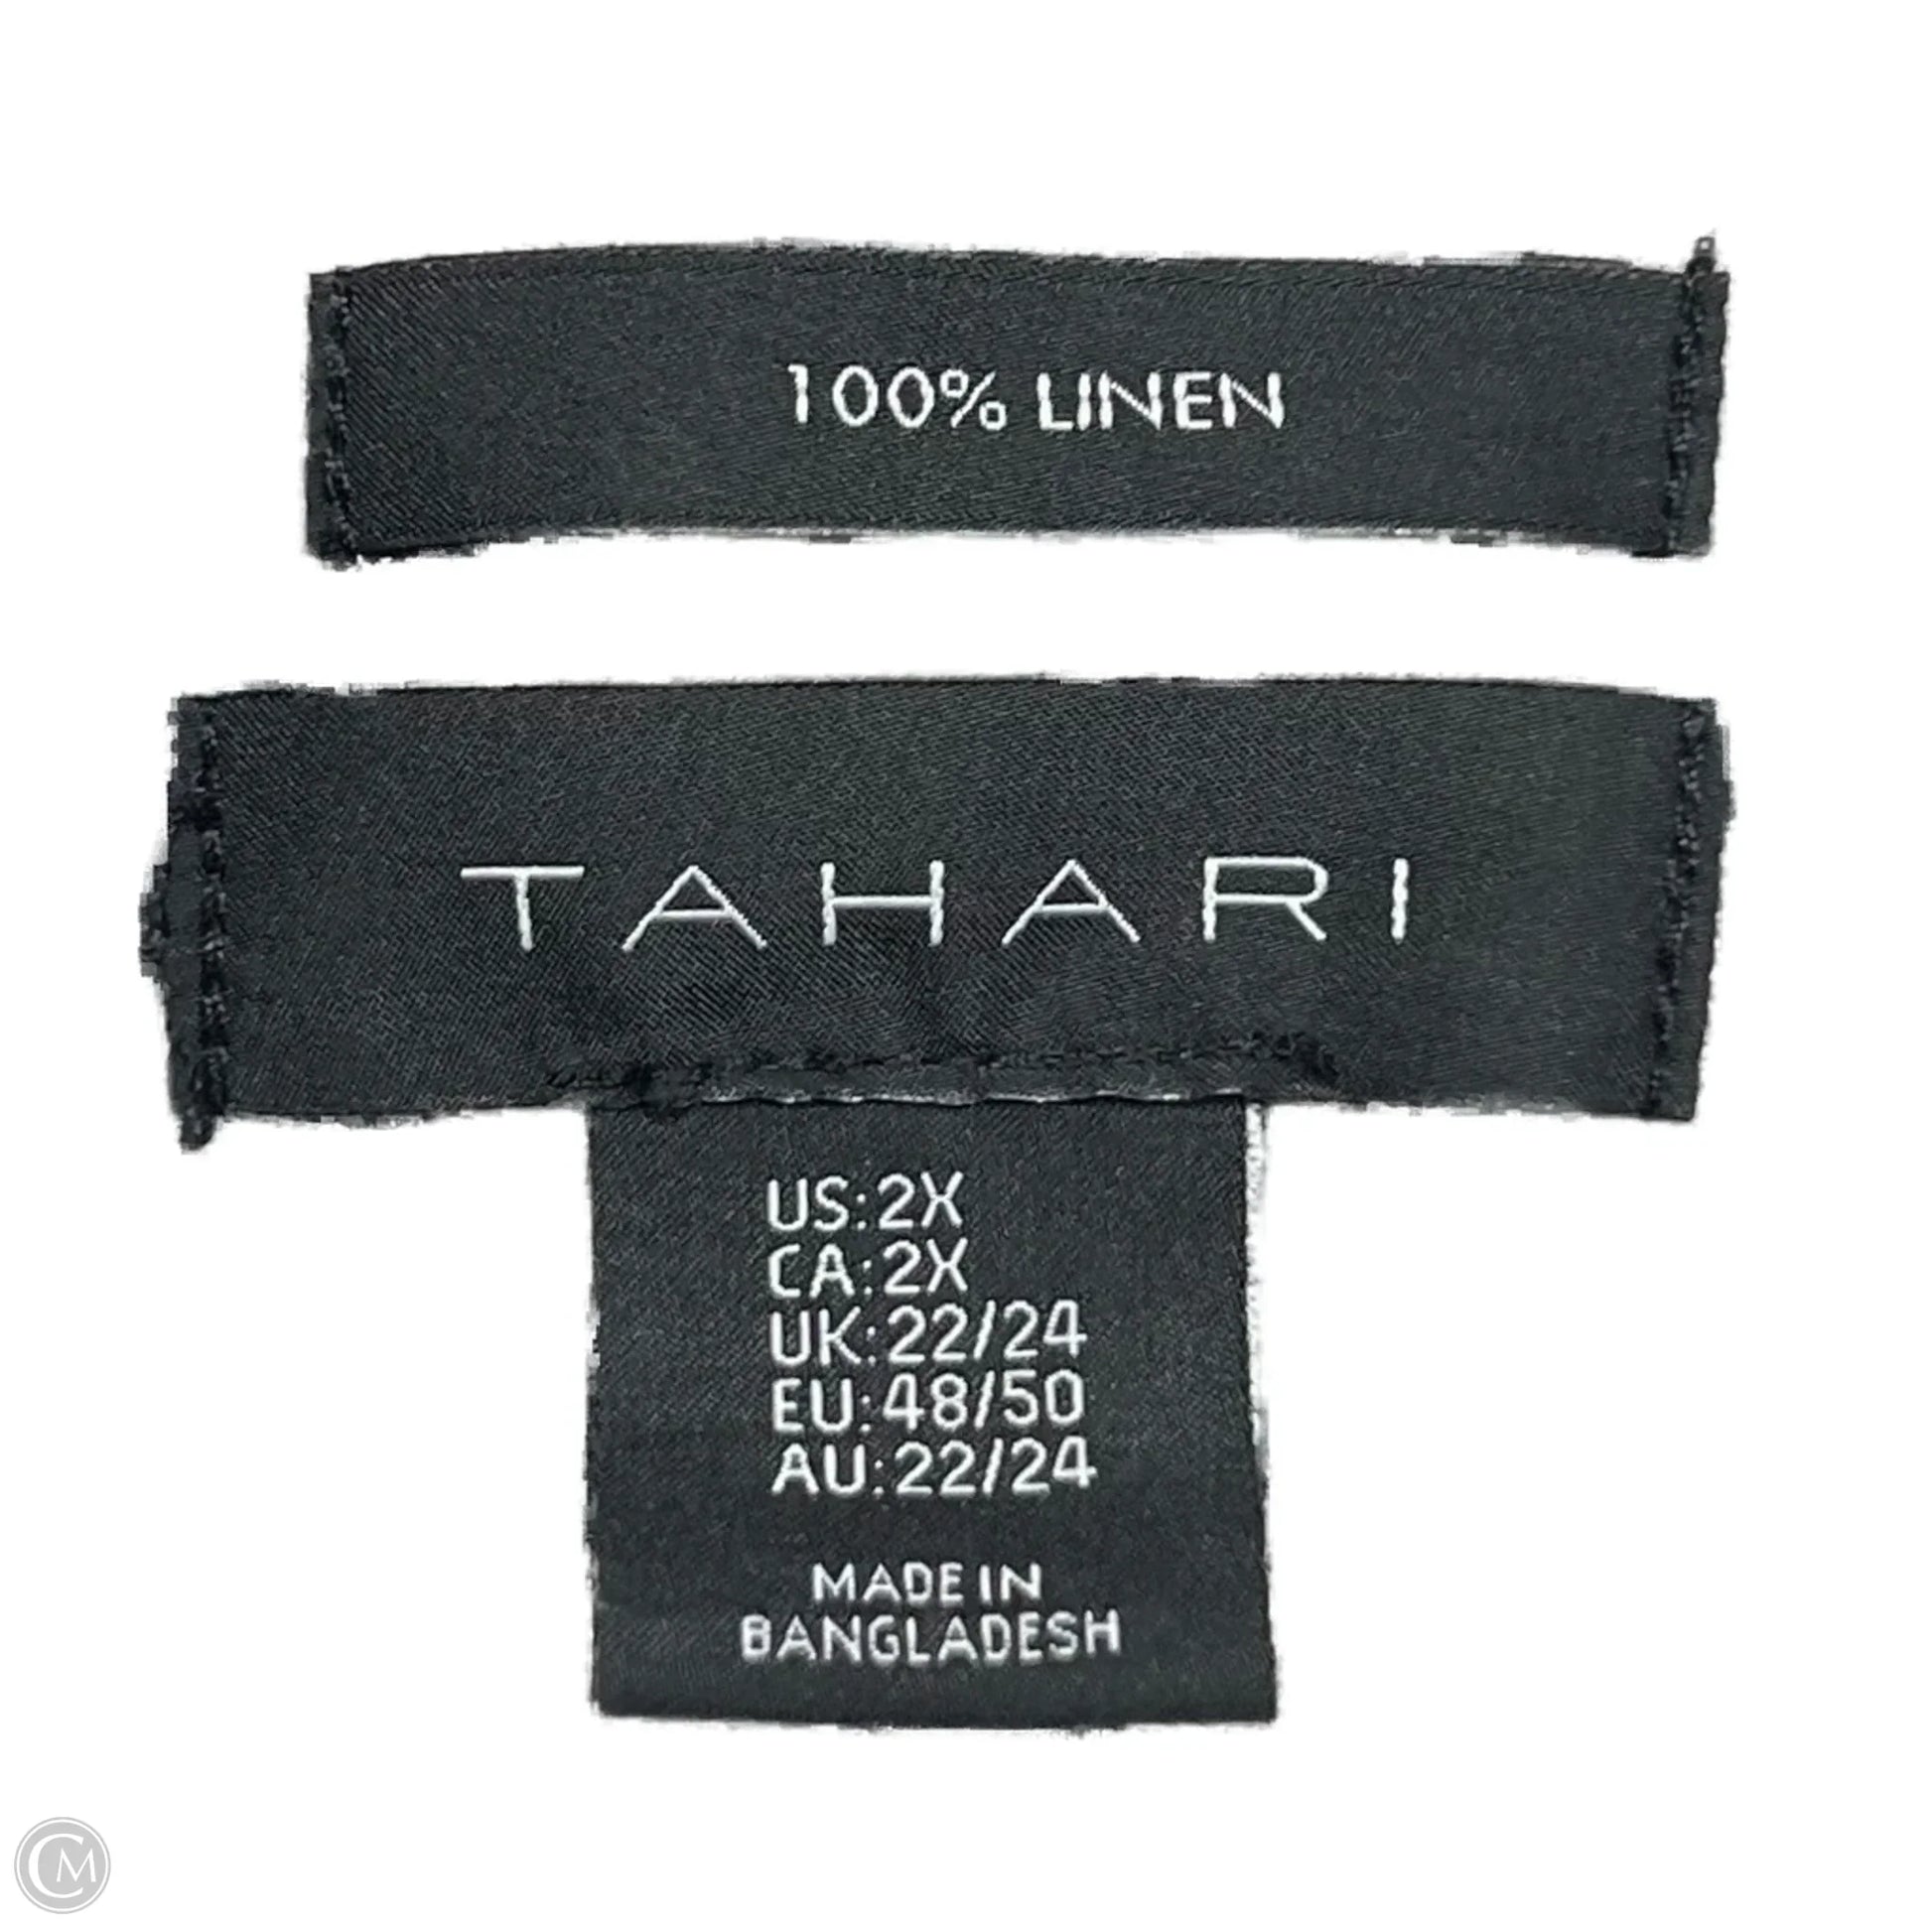 100% LINEN
TAHARI
US:2X
CA:2X
UK:22/24
EU:48/50
AU:22/24
MADE IN
BANGLADESH
CM